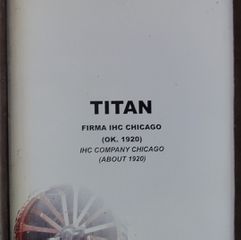 TITAN
FIRMA IHC CHICAGO
(OK. 1920)
IHC COMPANY CHICAGO
(ABOUT 1920)